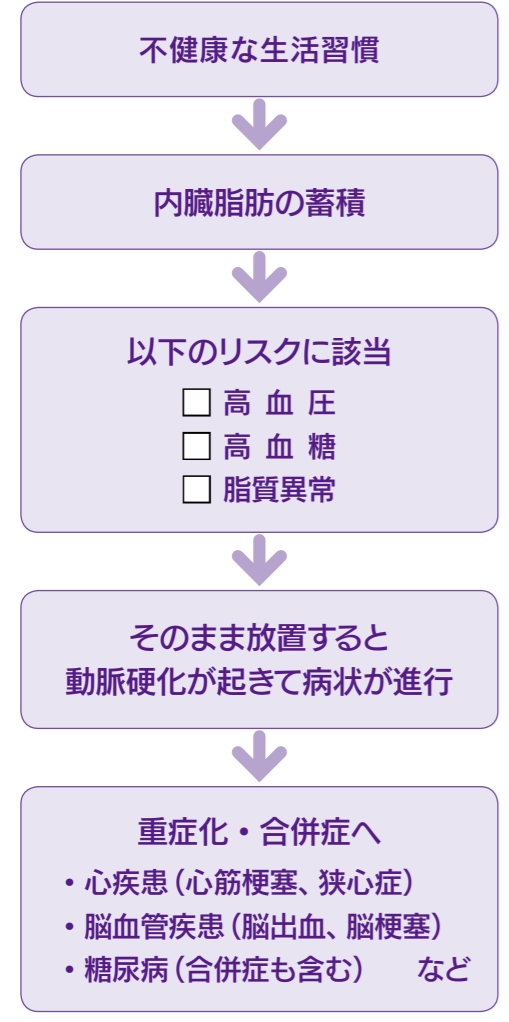 不健康な生活習慣
内臓脂肪の蓄積
以下のリスクに該当
□ 高 血 圧
□ 高 血 糖
□ 脂質異常
そのまま放置すると
動脈硬化が起きて病状が進行
重症化・合併症へ
・心疾患（心筋梗塞、狭心症）
・脳血管疾患（脳出血、脳梗塞）
・糖尿病（合併症も含む）　など